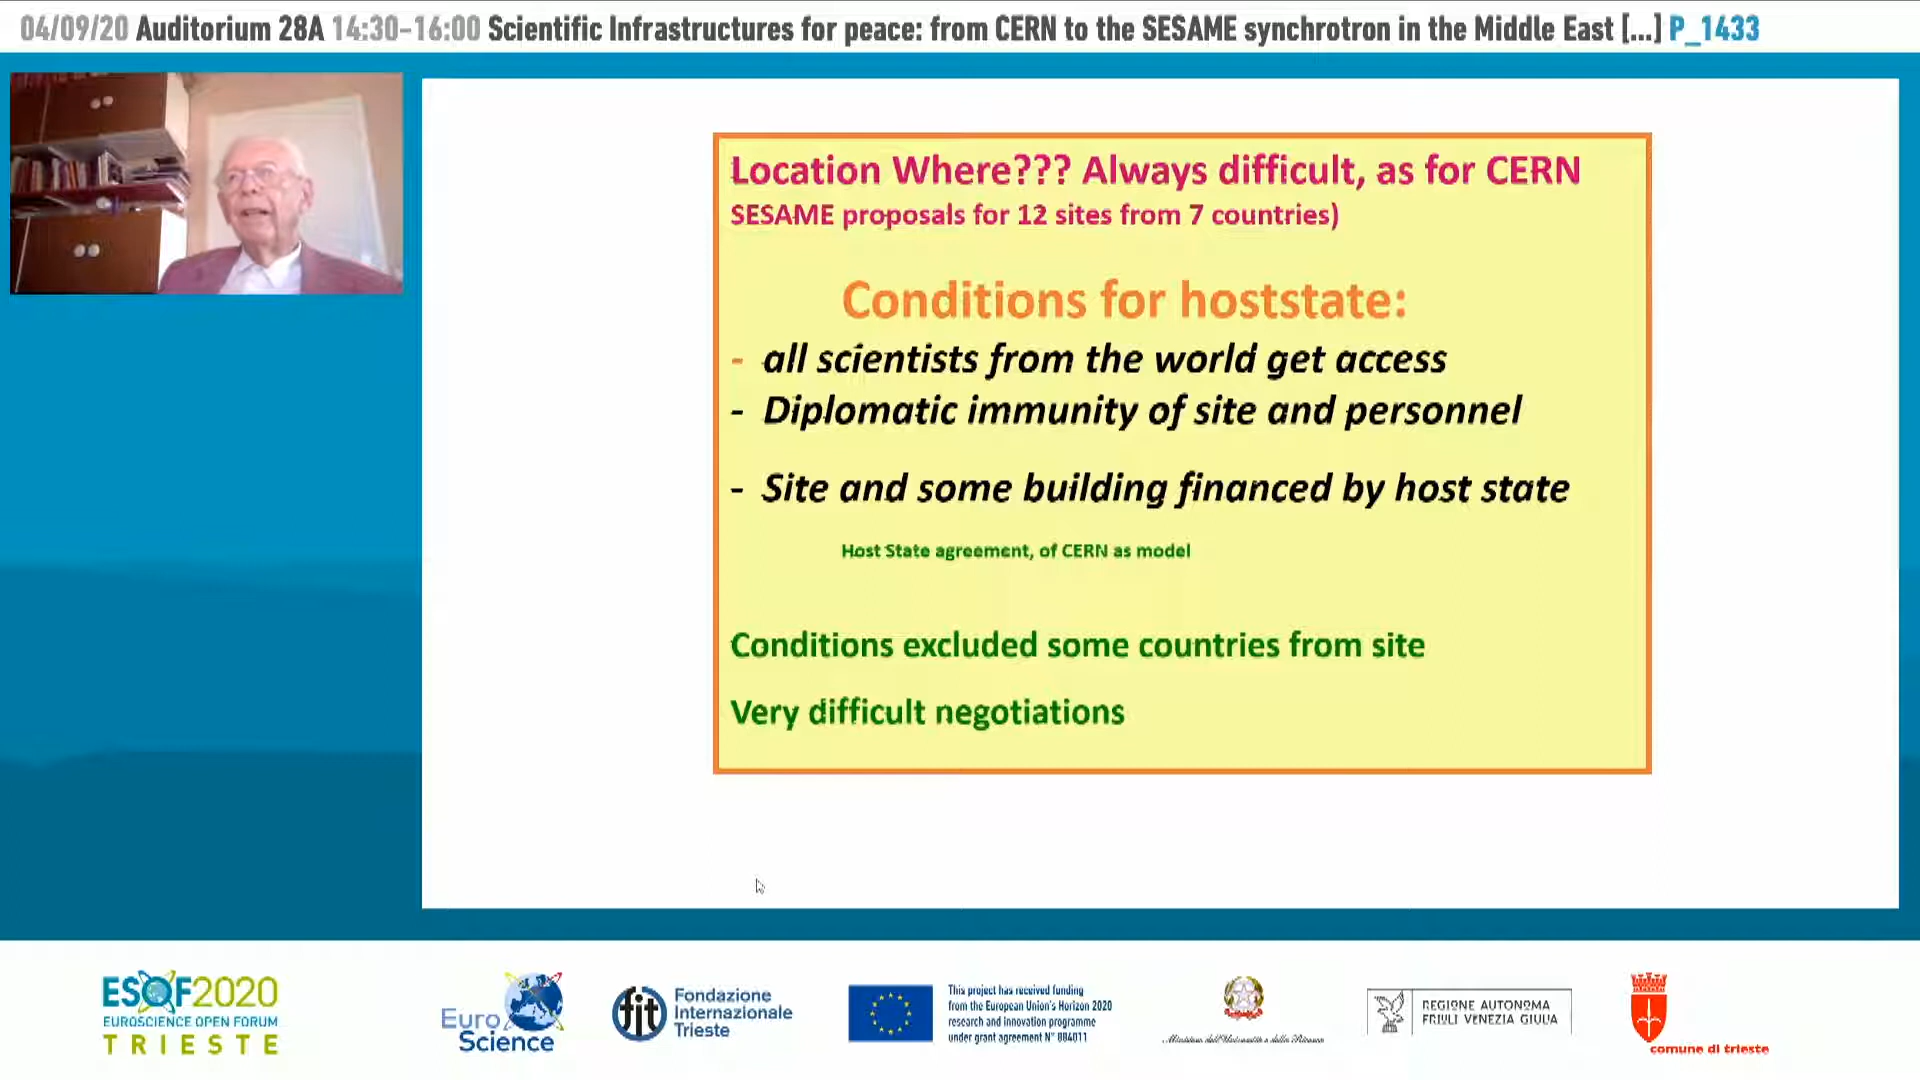 04/09/20 Auditorium 28A 14:30-16:00 Scientific Infrastructures for peace: from CERN to the SESAME synchrotron in the Middle East [...] P_1433
Location Where??? Always difficult, as for CERN
SESAME proposals for 12 sites from 7 countries)
Conditions for hoststate:
- all scientists from the world get access
- Diplomatic immunity of site and personnel
- Site and some building financed by host state
Host State agreement, of CERN as model
Conditions excluded some countries from site
Very difficult negotiations
ESOF2020
EUROSCIENCE OPEN FORUM
TRIESTE
Euro
Science
fit
Fondazione
Internazionale
Trieste
This project has received funding
from the European Union's Horizon 2020
research and innovation programme
under grant agreement N° 884011
Ministero dell'Università e della Ricerca
REGIONE AUTONOMA
FRIULI VENEZIA GIULIA
comune di trieste